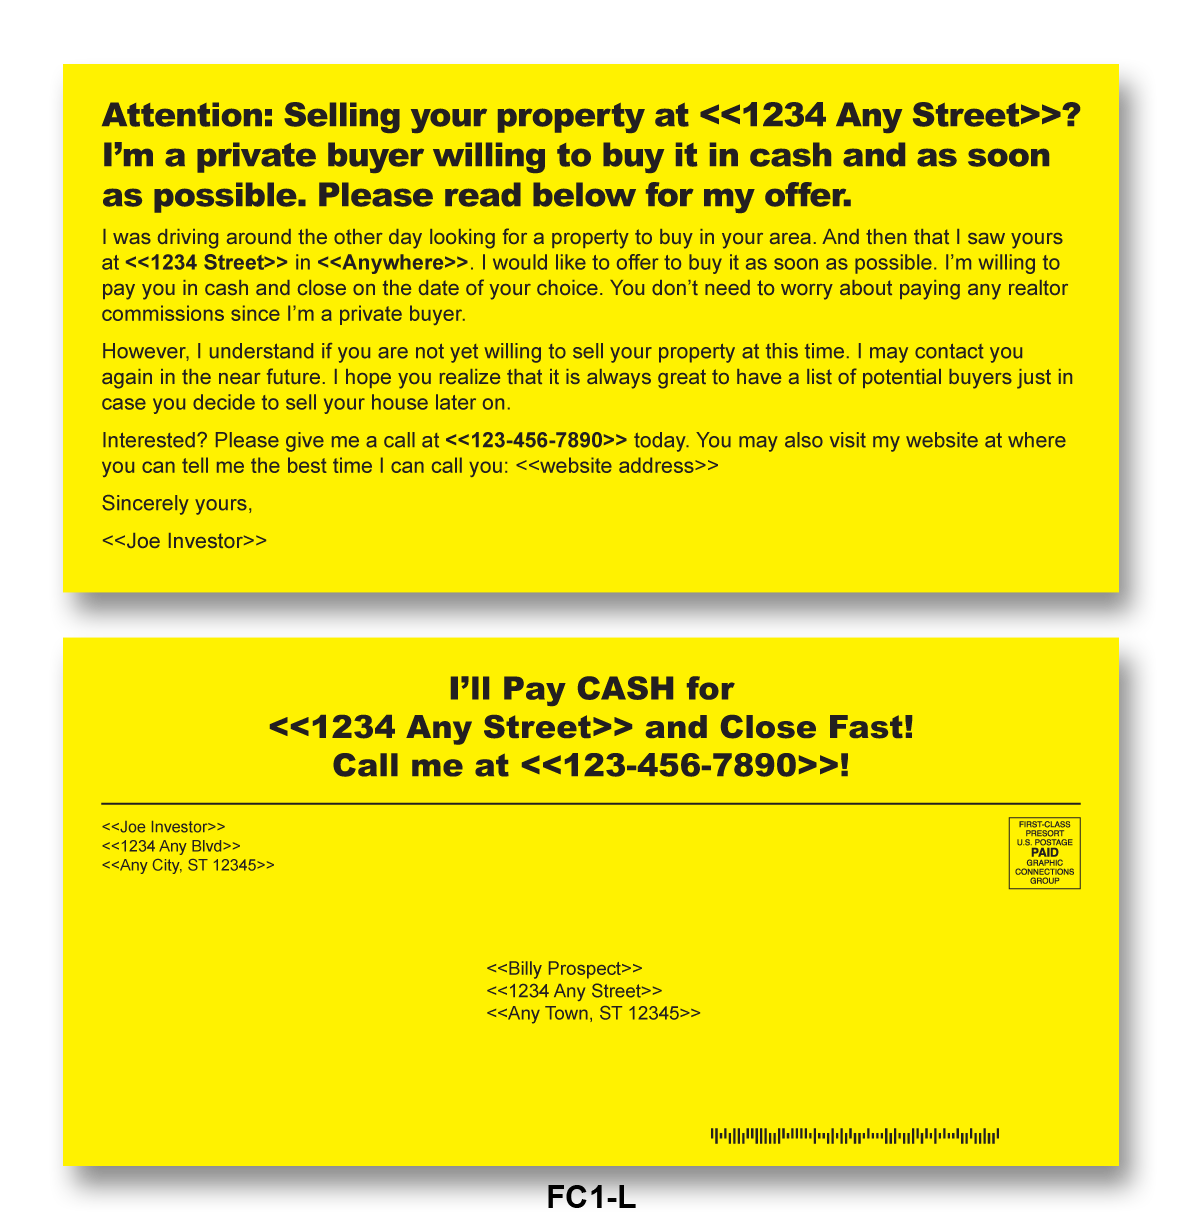 Attention: Selling your property at <<1234 Any Street>>?
I'm a private buyer willing to buy it in cash and as soon
as possible. Please read below for my offer.
I was driving around the other day looking for a property to buy in your area. And then that I saw yours
at <<1234 Street>> in <<Anywhere>>. I would like to offer to buy it as soon as possible. I'm willing to
pay you in cash and close on the date of your choice. You don't need to worry about paying any realtor
commissions since I'm a private buyer.
However, I understand if you are not yet willing to sell your property at this time. I may contact you
again in the near future. I hope you realize that it is always great to have a list of potential buyers just in
case you decide to sell your house later on.
Interested? Please give me a call at <<123-456-7890>> today. You may also visit my website at where
you can tell me the best time I can call you: <<website address>>
Sincerely yours,
<<Joe Investor>>
I'll Pay CASH for
<<1234 Any Street>> and Close Fast!
Call me at <<123-456-7890>>!
<<Joe Investor>>
<<1234 Any Blvd>>
<<Any City, ST 12345>>
FIRST-CLASS
PRESORT
U.S. POSTAGE
PAID
GRAPHIC
CONNECTIONS
GROUP
<<Billy Prospect>>
<<1234 Any Street>>
<<Any Town, ST 12345>>
FC1-L